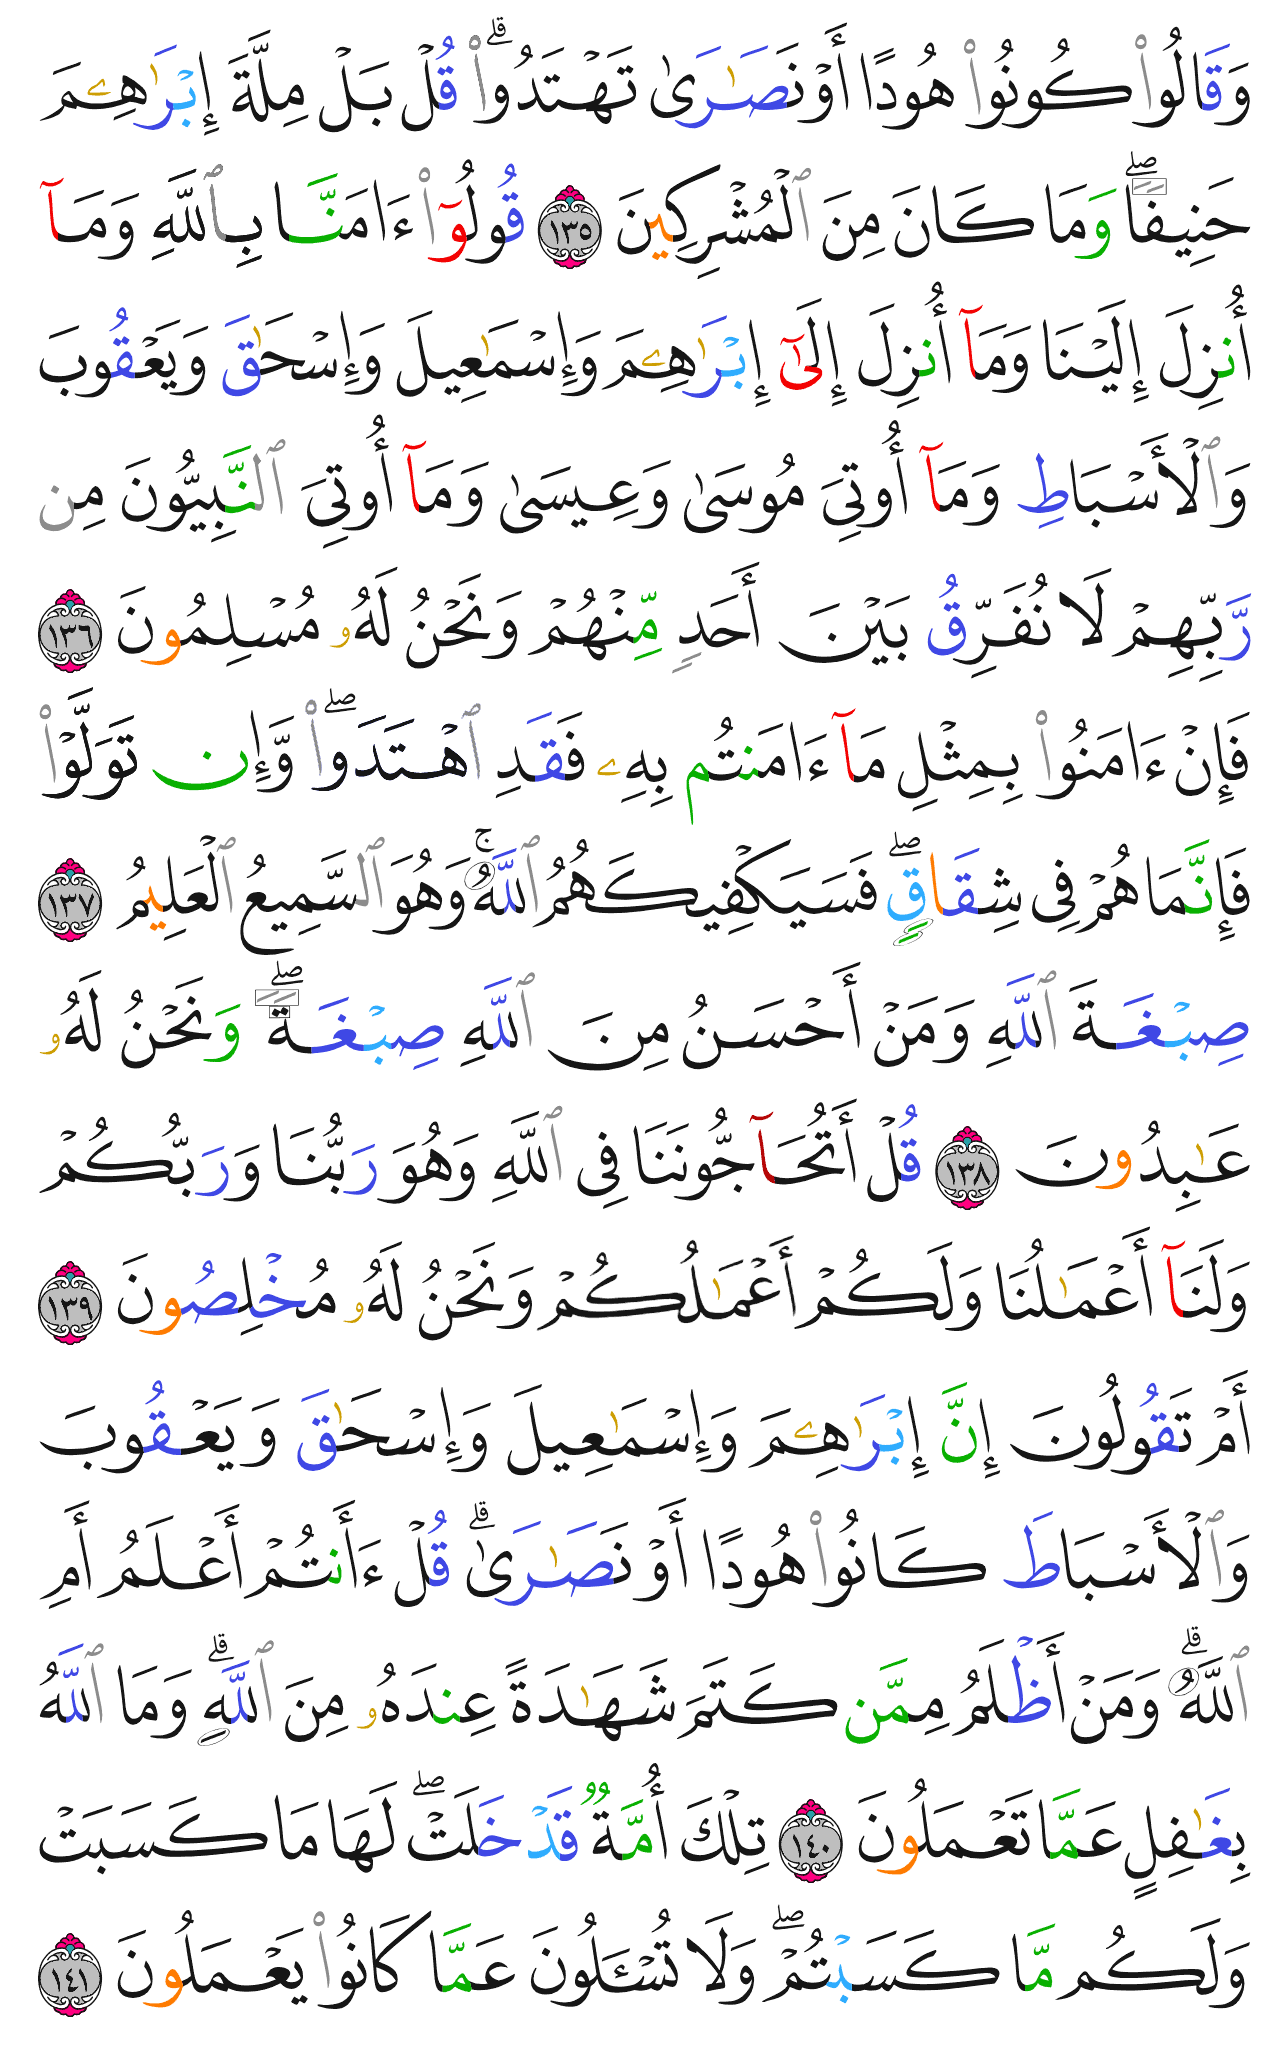 وَقَالُوا۟ كُونُوا۟ هُودًا أَوْ نَصَـٰرَىٰ تَهْتَدُوا۟ ۗ قُلْ بَلْ مِلَّةَ إِبْرَٰهِـۧمَ
حَنِيفًا ۖ وَمَا كَانَ مِنَ ٱلْمُشْرِكِينَ ١٣٥ قُولُوٓا۟ ءَامَنَّا بِٱللَّهِ وَمَآ
أُنزِلَ إِلَيْنَا وَمَآ أُنزِلَ إِلَىٰٓ إِبْرَٰهِـۧمَ وَإِسْمَـٰعِيلَ وَإِسْحَـٰقَ وَيَعْقُوبَ
وَٱلْأَسْبَاطِ وَمَآ أُوتِىَ مُوسَىٰ وَعِيسَىٰ وَمَآ أُوتِىَ ٱلنَّبِيُّونَ مِن
رَّبِّهِمْ لَا نُفَرِّقُ بَيْنَ أَحَدٍ مِّنْهُمْ وَنَحْنُ لَهُۥ مُسْلِمُونَ ١٣٦
فَإِنْ ءَامَنُوا۟ بِمِثْلِ مَآ ءَامَنتُم بِهِۦ فَقَدِ ٱهْتَدَوا۟ ۖ وَّإِن تَوَلَّوْا۟
فَإِنَّمَا هُمْ فِى شِقَاقٍ ۖ فَسَيَكْفِيكَهُمُ ٱللَّهُ ۚ وَهُوَ ٱلسَّمِيعُ ٱلْعَلِيمُ ١٣٧
صِبْغَةَ ٱللَّهِ وَمَنْ أَحْسَنُ مِنَ ٱللَّهِ صِبْغَةً ۖ وَنَحْنُ لَهُۥ
عَـٰبِدُونَ ١٣٨ قُلْ أَتُحَآجُّونَنَا فِى ٱللَّهِ وَهُوَ رَبُّنَا وَرَبُّكُمْ
وَلَنَآ أَعْمَـٰلُنَا وَلَكُمْ أَعْمَـٰلُكُمْ وَنَحْنُ لَهُۥ مُخْلِصُونَ ١٣٩
أَمْ تَقُولُونَ إِنَّ إِبْرَٰهِـۧمَ وَإِسْمَـٰعِيلَ وَإِسْحَـٰقَ وَيَعْقُوبَ
وَٱلْأَسْبَاطَ كَانُوا۟ هُودًا أَوْ نَصَـٰرَىٰ ۗ قُلْ ءَأَنتُمْ أَعْلَمُ أَمِ
ٱللَّهُ ۗ وَمَنْ أَظْلَمُ مِمَّن كَتَمَ شَهَـٰدَةً عِندَهُۥ مِنَ ٱللَّهِ ۗ وَمَا ٱللَّهُ
بِغَـٰفِلٍ عَمَّا تَعْمَلُونَ ١٤٠ تِلْكَ أُمَّةٌ قَدْ خَلَتْ ۖ لَهَا مَا كَسَبَتْ
وَلَكُم مَّا كَسَبْتُمْ ۖ وَلَا تُسْـَٔلُونَ عَمَّا كَانُوا۟ يَعْمَلُونَ ١٤١